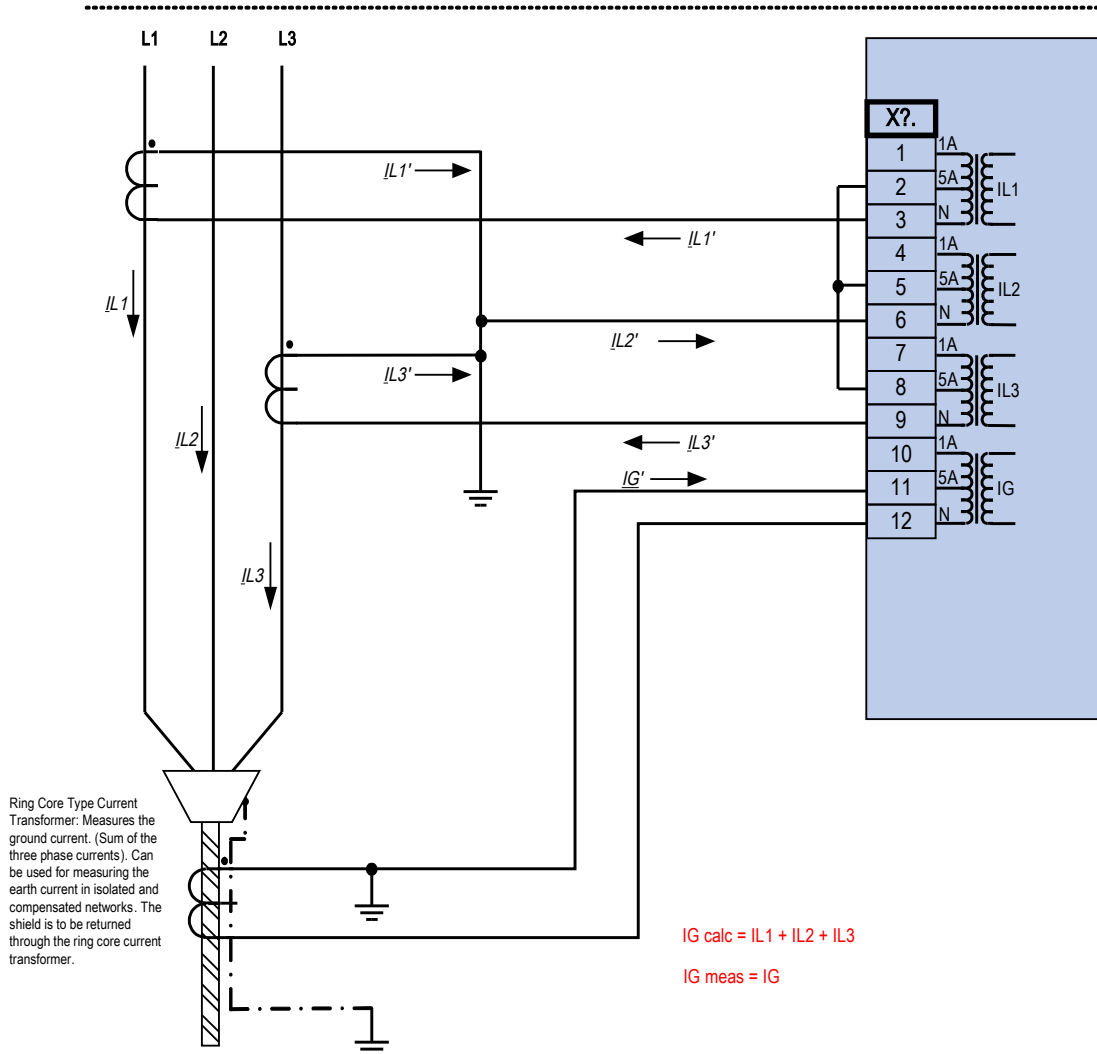 L1 L2 L3
X?.
1 1A
2 5A IL1
3 N
4 1A
5 5A IL2
6 N
7 1A
8 5A IL3
9 N
10 1A
11 5A IG
12 N
IL1'
IL1'
IL1
IL2'
IL3'
IL2
IL3'
IG'
IL3
Ring Core Type Current
Transformer: Measures the
ground current. (Sum of the
three phase currents). Can
be used for measuring the
earth current in isolated and
compensated networks. The
shield is to be returned
through the ring core current
transformer.
IG calc = IL1 + IL2 + IL3
IG meas = IG